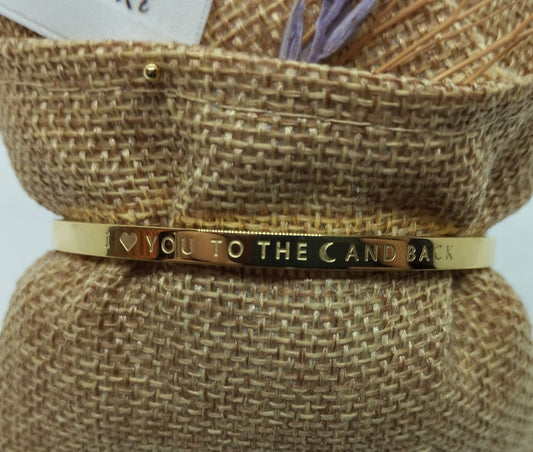 I ♥ YOU TO THE ☾ AND BACK